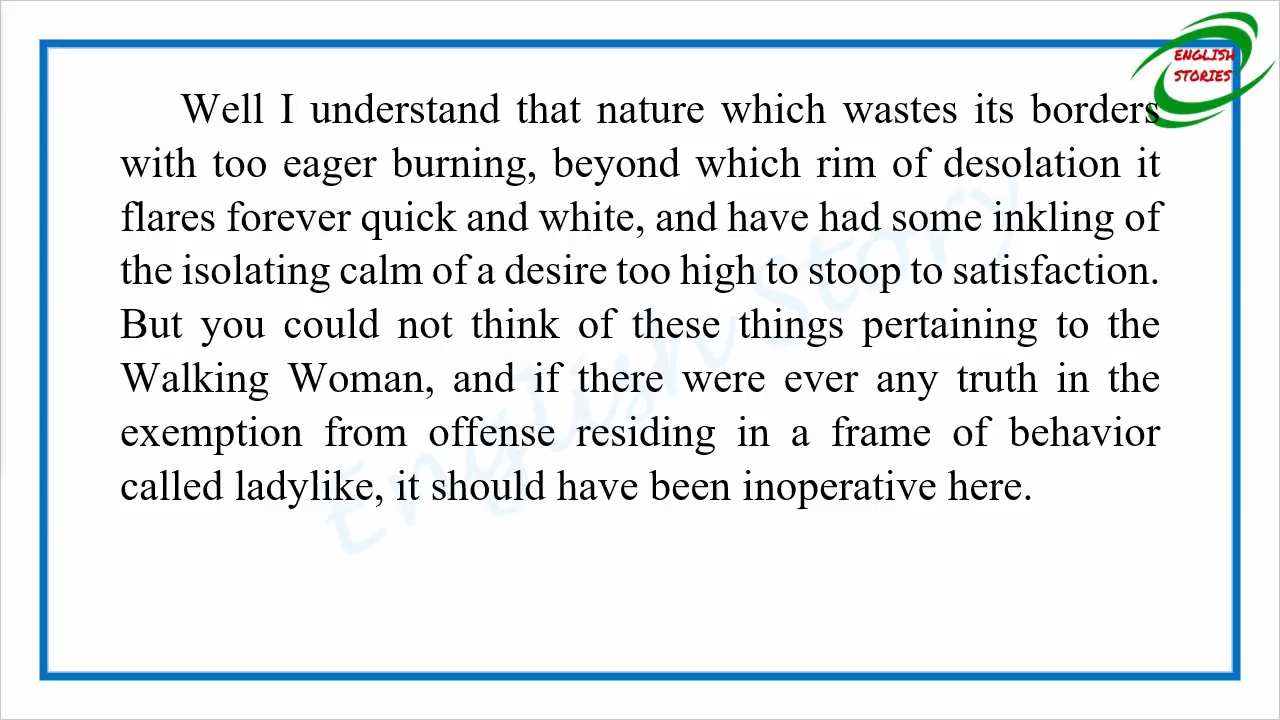 ENGLISH
STORIES
Well I understand that nature which wastes its borders
with too eager burning, beyond which rim of desolation it
flares forever quick and white, and have had some inkling of
the isolating calm of a desire too high to stoop to satisfaction.
But you could not think of these things pertaining to the
Walking Woman, and if there were ever any truth in the
exemption from offense residing in a frame of behavior
called ladylike, it should have been inoperative here.
English Story